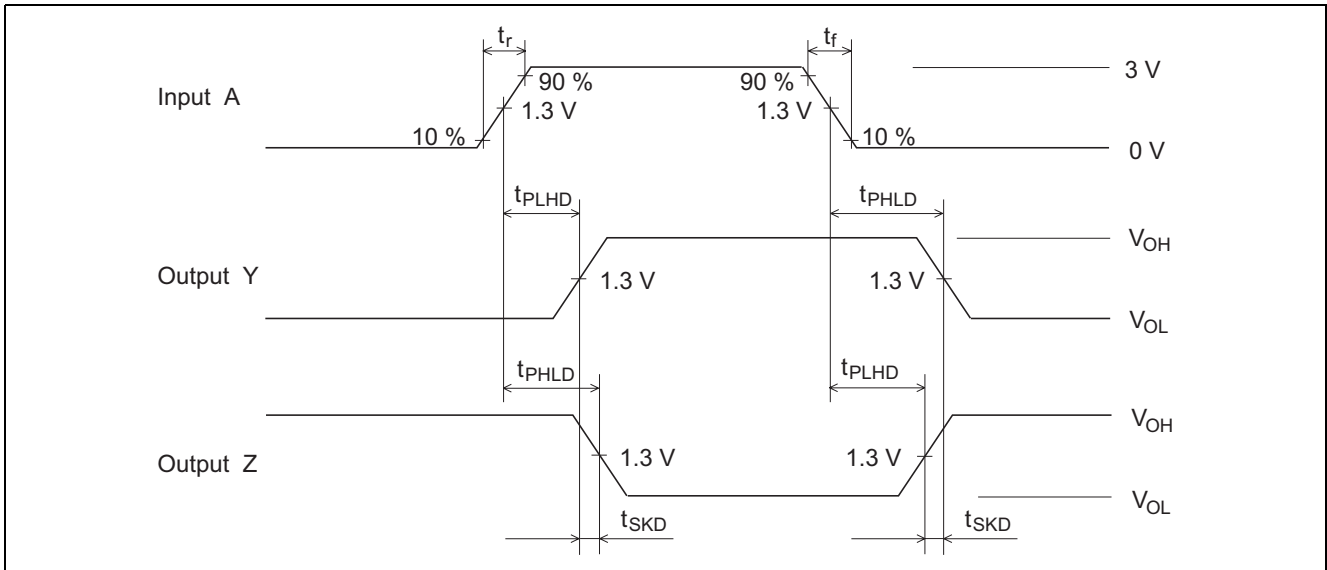 tr
tf
90 %
90 %
3 V
Input A
1.3 V
1.3 V
10 %
10 %
0 V
tPLHD
tPHLD
VOH
Output Y
1.3 V
1.3 V
VOL
tPHLD
tPLHD
VOH
Output Z
1.3 V
1.3 V
VOL
tSKD
tSKD